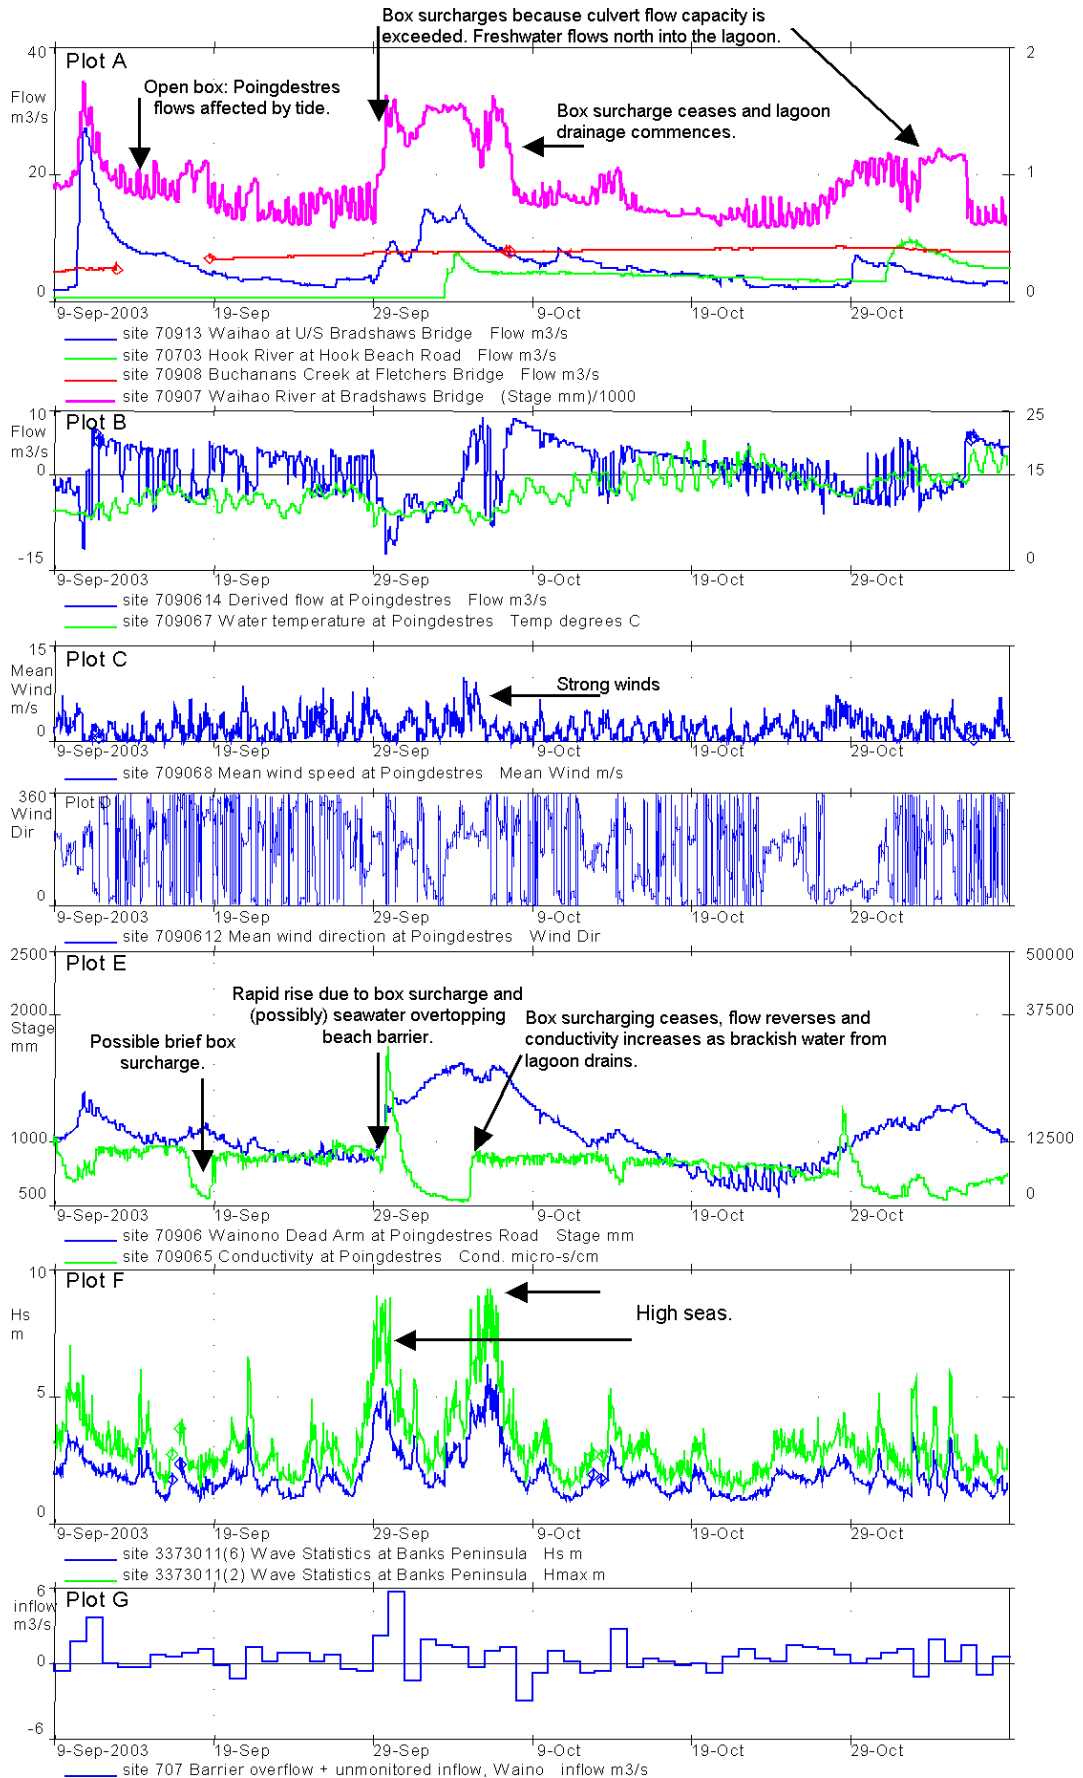 Box surcharges because culvert flow capacity is
exceeded. Freshwater flows north into the lagoon.
40
Plot A
2
Flow
m3/s
Open box: Poingdestres
flows affected by tide.
Box surcharge ceases and lagoon
drainage commences.
20
1
0
0
9-Sep-2003 19-Sep 29-Sep 9-Oct 19-Oct 29-Oct
site 70913 Waihao at U/S Bradshaws Bridge Flow m3/s
site 70703 Hook River at Hook Beach Road Flow m3/s
site 70908 Buchanans Creek at Fletchers Bridge Flow m3/s
site 70907 Waihao River at Bradshaws Bridge (Stage mm)/1000
10
Plot B
25
Flow
m3/s
0
15
-15
0
9-Sep-2003 19-Sep 29-Sep 9-Oct 19-Oct 29-Oct
site 7090614 Derived flow at Poingdestres Flow m3/s
site 709067 Water temperature at Poingdestres Temp degrees C
15
Plot C
Mean
Wind
m/s
Strong winds
0
9-Sep-2003 19-Sep 29-Sep 9-Oct 19-Oct 29-Oct
site 709068 Mean wind speed at Poingdestres Mean Wind m/s
360
Plot D
Wind
Dir
0
9-Sep-2003 19-Sep 29-Sep 9-Oct 19-Oct 29-Oct
site 7090612 Mean wind direction at Poingdestres Wind Dir
2500
Plot E
50000
Rapid rise due to box surcharge and
(possibly) seawater overtopping
beach barrier.
2000
Stage
mm
37500
Box surcharging ceases, flow reverses and
conductivity increases as brackish water from
lagoon drains.
Possible brief box
surcharge.
1000
12500
500
0
9-Sep-2003 19-Sep 29-Sep 9-Oct 19-Oct 29-Oct
site 70906 Wainono Dead Arm at Poingdestres Road Stage mm
site 709065 Conductivity at Poingdestres Cond. micro-s/cm
10
Plot F
Hs
m
High seas.
5
0
9-Sep-2003 19-Sep 29-Sep 9-Oct 19-Oct 29-Oct
site 3373011(6) Wave Statistics at Banks Peninsula Hs m
site 3373011(2) Wave Statistics at Banks Peninsula Hmax m
6
Plot G
inflow
m3/s
0
-6
9-Sep-2003 19-Sep 29-Sep 9-Oct 19-Oct 29-Oct
site 707 Barrier overflow + unmonitored inflow, Waino inflow m3/s